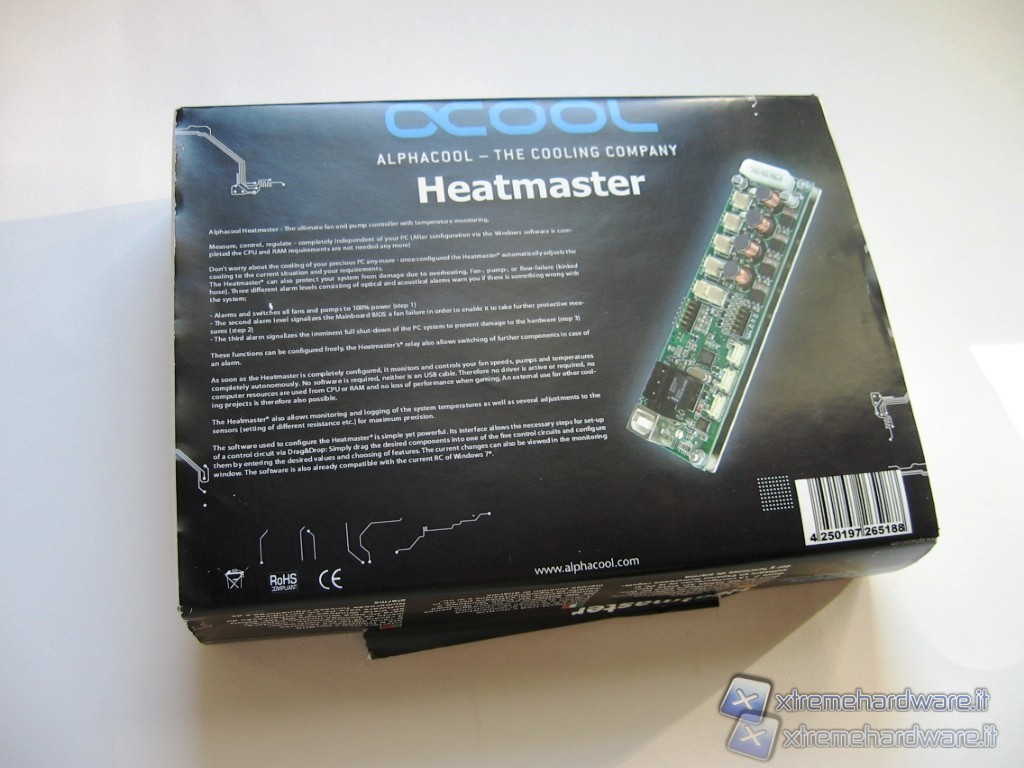 αcool
ALPHACOOL – THE COOLING COMPANY
Heatmaster
Alphacool Heatmaster - The ultimate fan and pump controller with temperature monitoring.
Measure, control, regulate - completely independent of your PC (After configuration via the Windows software is com-
pleted the CPU and RAM requirements are not needed any more)
Don't worry about the cooling of your precious PC any more - once configured the Heatmaster® automatically adjusts the
cooling to the current situation and your requirements.
The Heatmaster® can also protect your system from damage due to overheating, Fan-, pump-, or flow-failure (kinked
hose). Three different alarm levels consisting of optical and acoustical alarms warn you if there is something wrong with
the system;
- Alarms and switches all fans and pumps to 100% power (step 1)
- The second alarm level signalizes the Mainboard BIOS a fan failure in order to enable it to take further protective mea-
sures (step 2)
- The third alarm signalizes the imminent full shut-down of the PC system to prevent damage to the hardware (step 3)
These functions can be configured freely, the Heatmaster's® relay also allows switching of further components in case of
an alarm.
As soon as the Heatmaster is completely configured, it monitors and controls your fan speeds, pumps and temperatures
completely autonomously. No software is required, neither is an USB cable. Therefore no driver is active or required, no
computer resources are used from CPU or RAM and no loss of performance when gaming. An external use for other cool-
ing projects is therefore also possible.
The Heatmaster® also allows monitoring and logging of the system temperatures as well as several adjustments to the
sensors (setting of different resistance etc.) for maximum precision.
The software used to configure the Heatmaster® is simple yet powerful. Its interface allows the necessary steps for set-up
of a control circuit via Drag&Drop: Simply drag the desired components into one of the five control circuits and configure
them by entering the desired values and choosing of features. The current changes can also be viewed in the monitoring
window. The software is also already compatible with the current RC of Windows 7®.
4 250197 265188
RoHS
COMPLIANT
CE
www.alphacool.com
Heatmaster
xtremehardware.it
xtremehardware.it